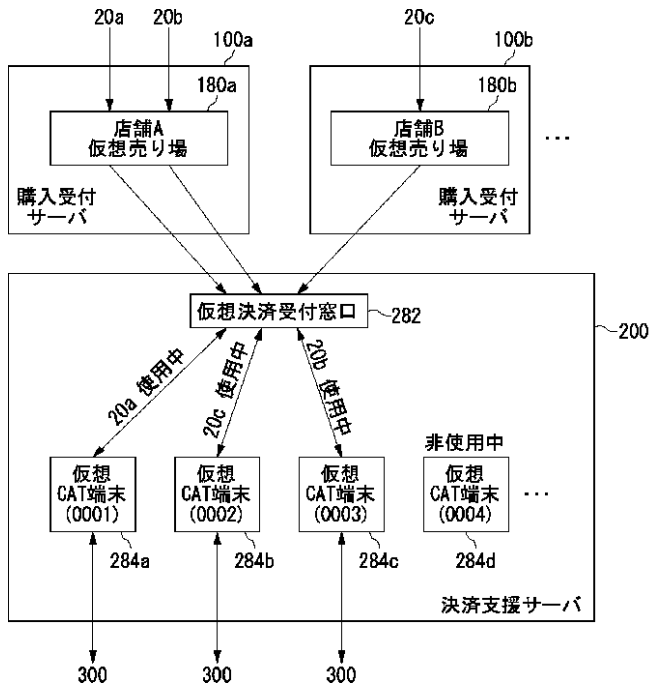 20a 20b 20c
100a 100b
180a 180b
店舗A
仮想売り場
店舗B
仮想売り場
...
購入受付
サーバ
購入受付
サーバ
仮想決済受付窓口
282
200
20a 使用中
20c 使用中
20b 使用中
非使用中
仮想
CAT端末
(0001)
仮想
CAT端末
(0002)
仮想
CAT端末
(0003)
仮想
CAT端末
(0004)
...
284a 284b 284c 284d
決済支援サーバ
300 300 300